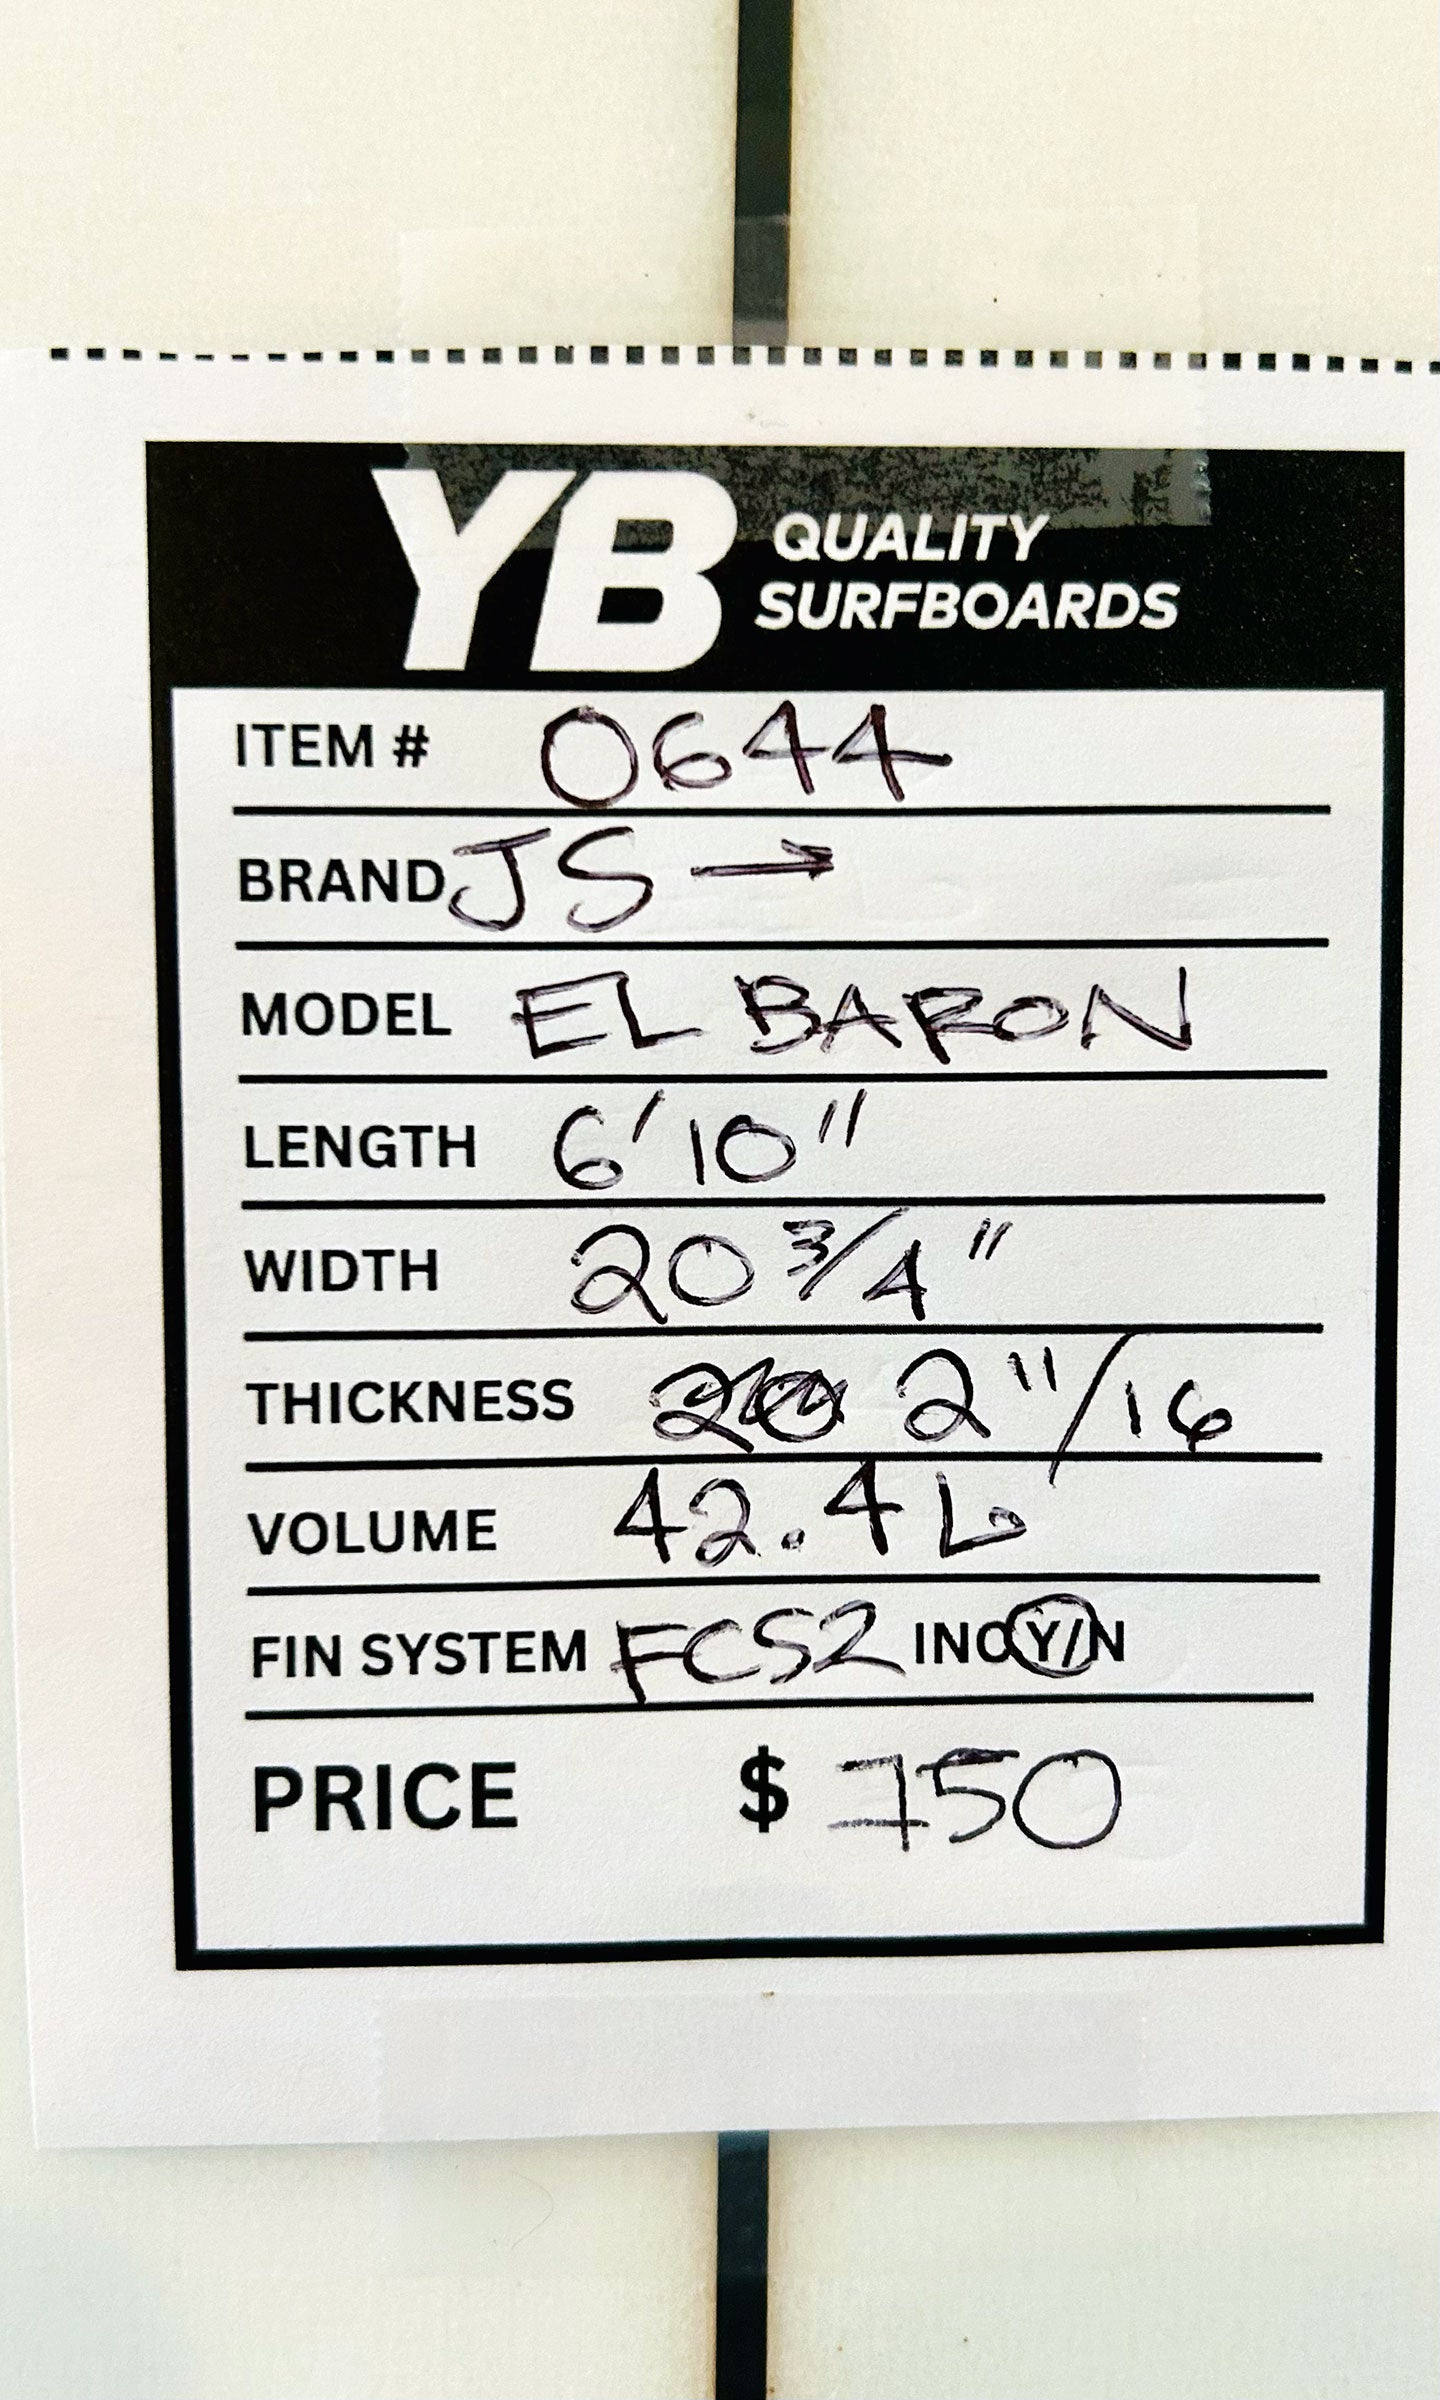 YB QUALITY
SURFBOARDS
ITEM # 0644
BRAND JS →
MODEL EL BARON
LENGTH 6'10"
WIDTH 20 3/4"
THICKNESS 2 11/16
VOLUME 42.4 L
FIN SYSTEM FCS2 INC Y/N
PRICE $ 750